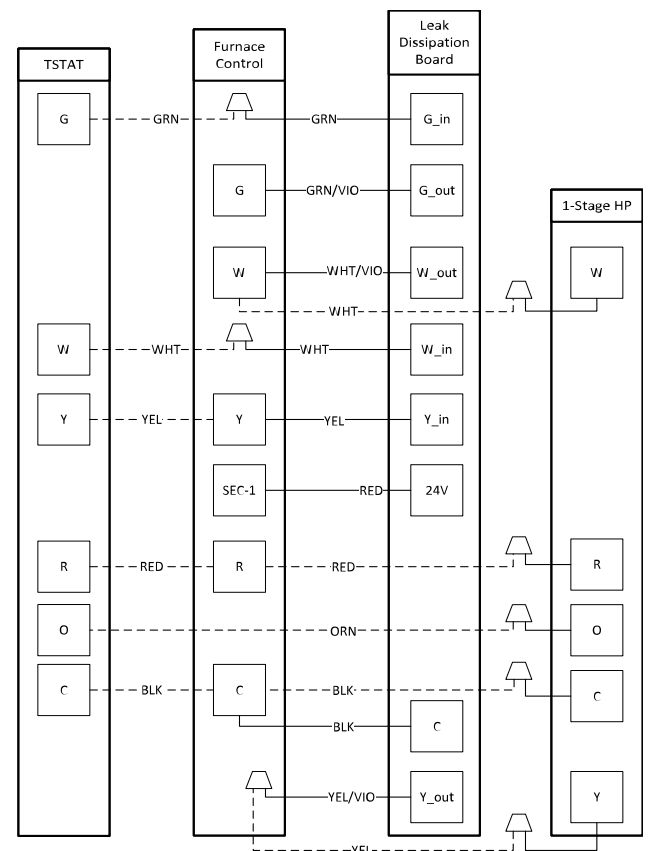 Leak
Dissipation
Board
Furnace
Control
TSTAT
G
GRN
GRN
G_in
G
GRN/VIO
G_out
1-Stage HP
W
WHT/VIO
W_out
W
WHT
W
WHT
WHT
W_in
Y
YEL
Y
YEL
Y_in
SEC-1
RED
24V
R
RED
R
RED
R
O
ORN
O
C
BLK
C
BLK
C
BLK
C
YEL/VIO
Y_out
Y
YEL